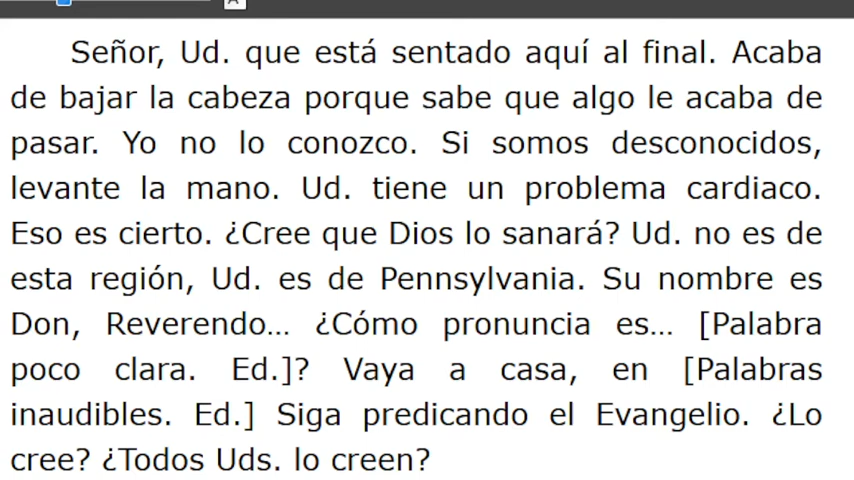 Señor, Ud. que está sentado aquí al final. Acaba
de bajar la cabeza porque sabe que algo le acaba de
pasar. Yo no lo conozco. Si somos desconocidos,
levante la mano. Ud. tiene un problema cardiaco.
Eso es cierto. ¿Cree que Dios lo sanará? Ud. no es de
esta región, Ud. es de Pennsylvania. Su nombre es
Don, Reverendo... ¿Cómo pronuncia es... [Palabra
poco clara. Ed.]? Vaya a casa, en [Palabras
inaudibles. Ed.] Siga predicando el Evangelio. ¿Lo
cree? ¿Todos Uds. lo creen?